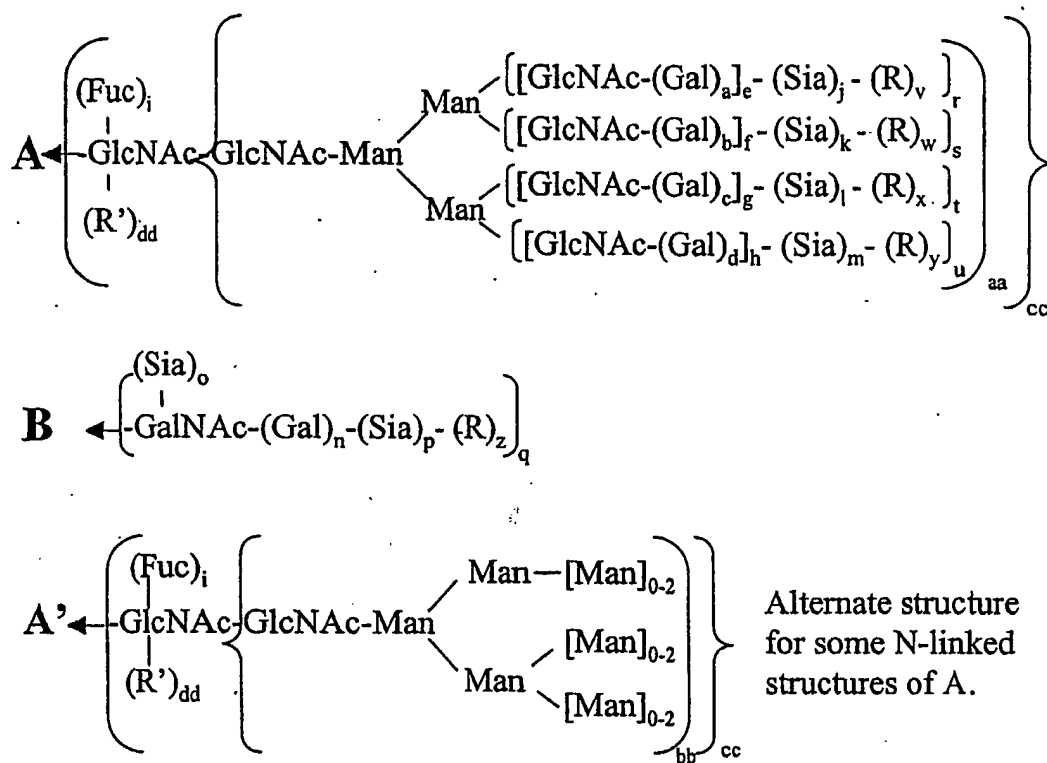 (Fuc)i
A
GlcNAc-GlcNAc-Man
(R')dd
Man
Man
[GlcNAc-(Gal)a]e- (Sia)j- (R)v r
[GlcNAc-(Gal)b]f- (Sia)k- (R)w s
[GlcNAc-(Gal)c]g- (Sia)l- (R)x t
[GlcNAc-(Gal)d]h- (Sia)m- (R)y u
aa
cc
(Sia)o
B
-GalNAc-(Gal)n-(Sia)p- (R)z q
(Fuc)i
A'
GlcNAc-GlcNAc-Man
(R')dd
Man—[Man]0-2
Man
[Man]0-2
[Man]0-2
bb
cc
Alternate structure
for some N-linked
structures of A.